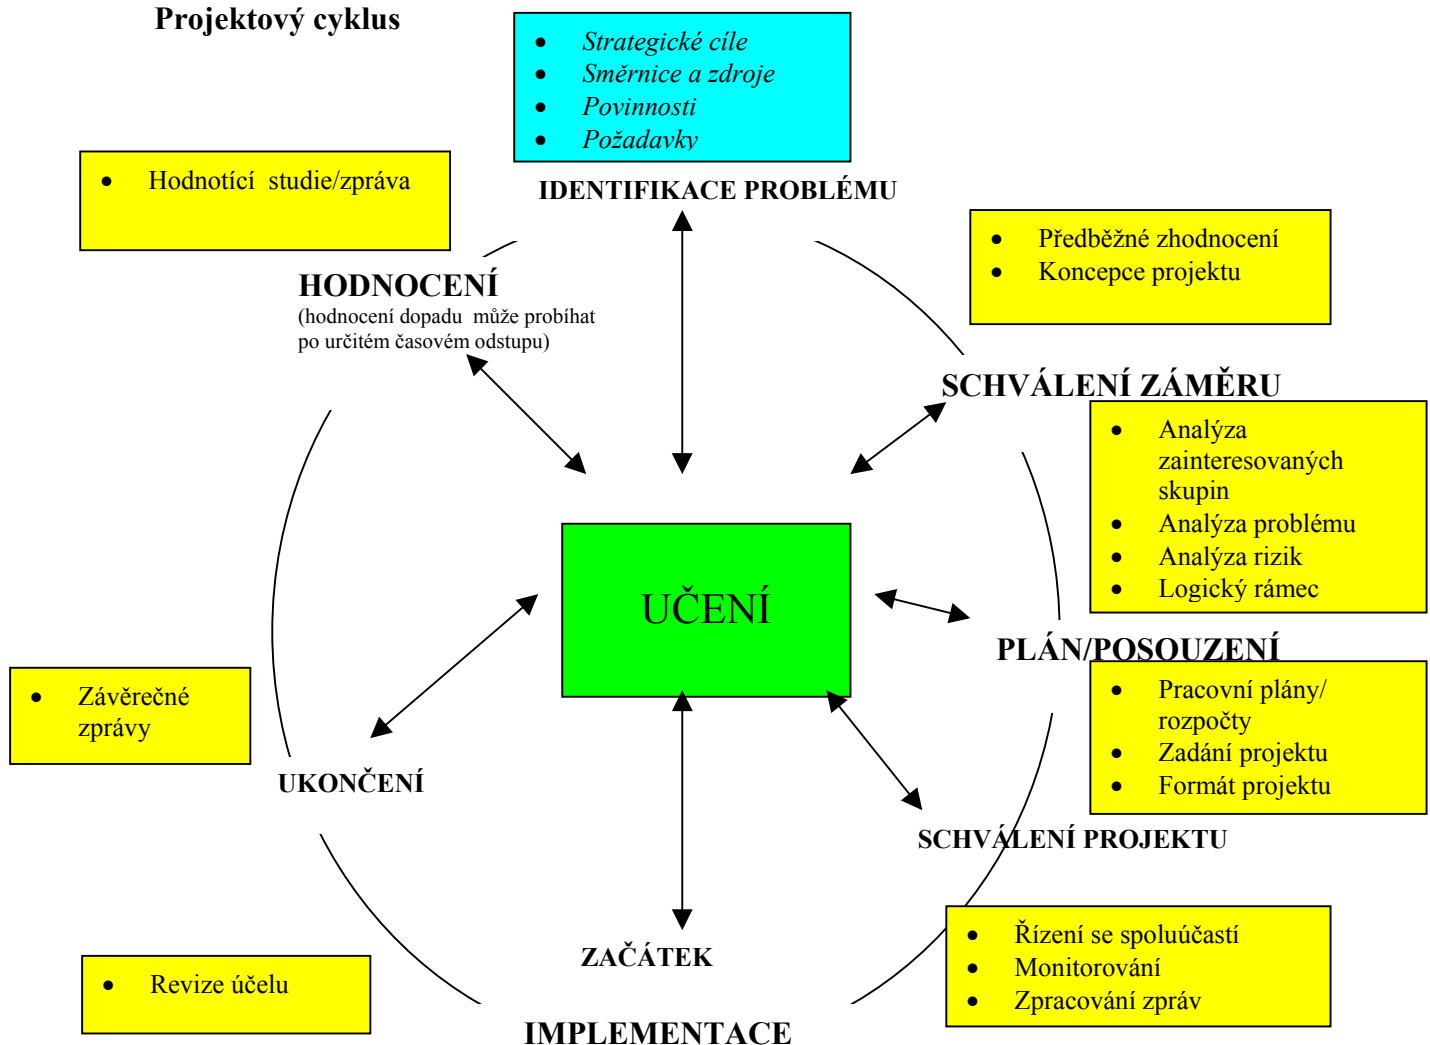 Projektový cyklus
• Strategické cíle
• Směrnice a zdroje
• Povinnosti
• Požadavky
IDENTIFIKACE PROBLÉMU
• Hodnotící studie/zpráva
HODNOCENÍ
(hodnocení dopadu může probíhat
po určitém časovém odstupu)
• Předběžné zhodnocení
• Koncepce projektu
SCHVÁLENÍ ZÁMĚRU
• Analýza
zainteresovaných
skupin
• Analýza problému
• Analýza rizik
• Logický rámec
UČENÍ
PLÁN/POSOUZENÍ
• Pracovní plány/
rozpočty
• Zadání projektu
• Formát projektu
• Závěrečné
zprávy
UKONČENÍ
SCHVÁLENÍ PROJEKTU
• Řízení se spoluúčastí
• Monitorování
• Zpracování zpráv
ZAČÁTEK
• Revize účelu
IMPLEMENTACE